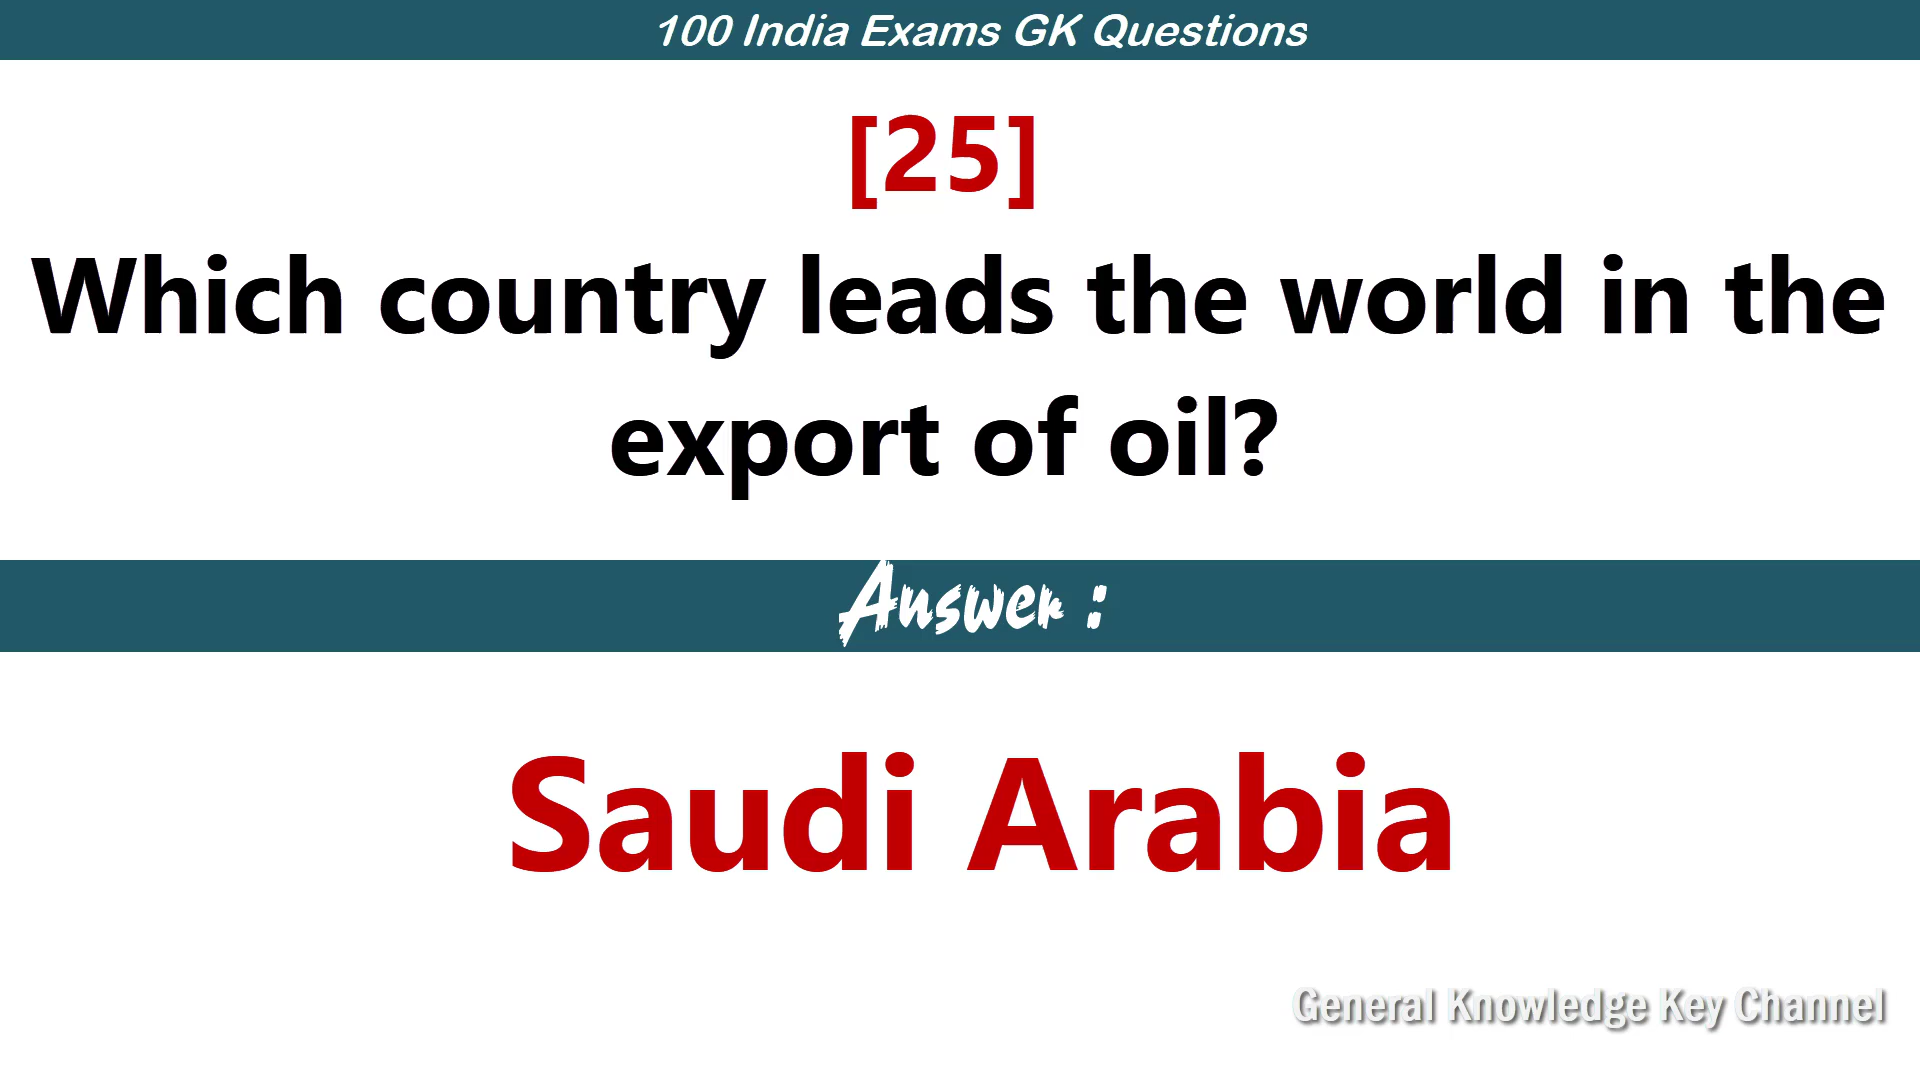 100 India Exams GK Questions
[25]
Which country leads the world in the
export of oil?
Answer :
Saudi Arabia
General Knowledge Key Channel